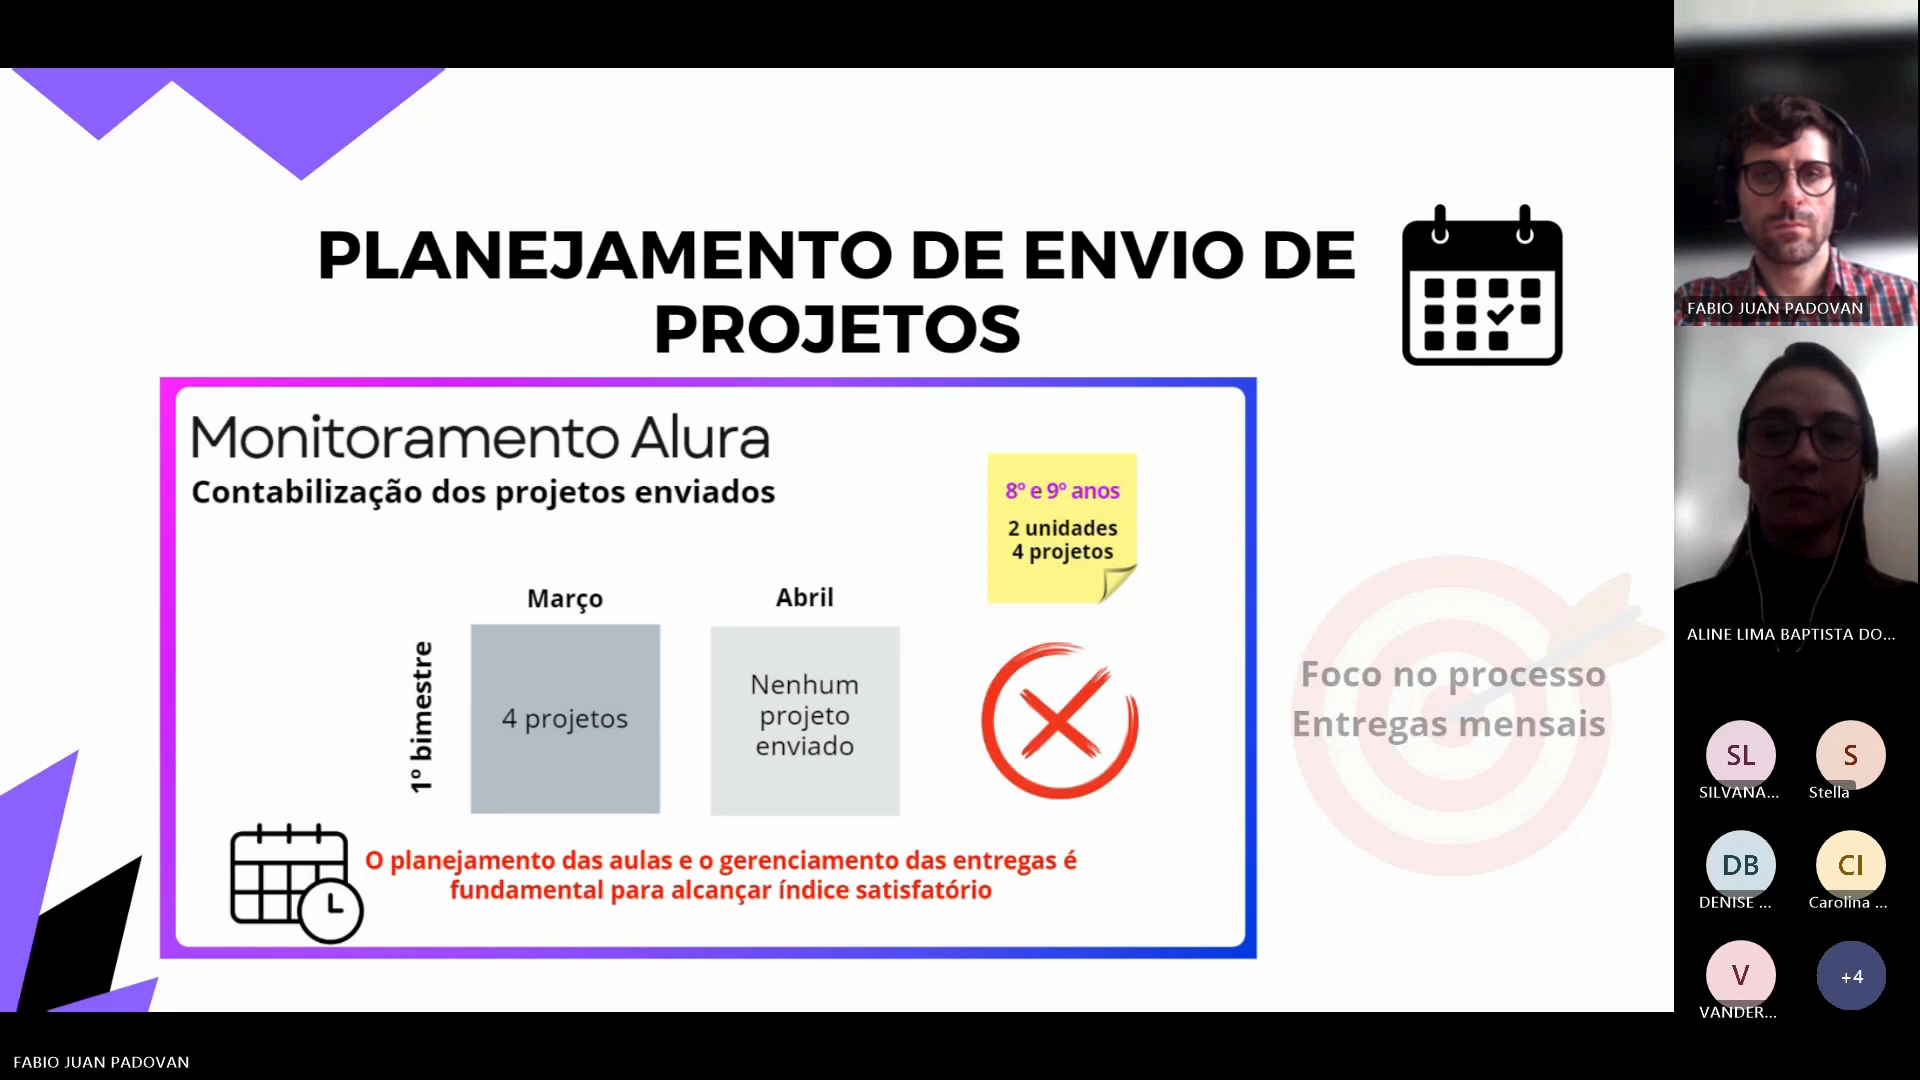 PLANEJAMENTO DE ENVIO DE
PROJETOS
Monitoramento Alura
Contabilização dos projetos enviados
8º e 9º anos
2 unidades
4 projetos
Março
Abril
1º bimestre
4 projetos
Nenhum
projeto
enviado
O planejamento das aulas e o gerenciamento das entregas é
fundamental para alcançar índice satisfatório
Foco no processo
Entregas mensais
FABIO JUAN PADOVAN
ALINE LIMA BAPTISTA DO...
SL
SILVANA...
S
Stella
DB
DENISE ...
CI
Carolina ...
V
VANDER...
+4
FABIO JUAN PADOVAN